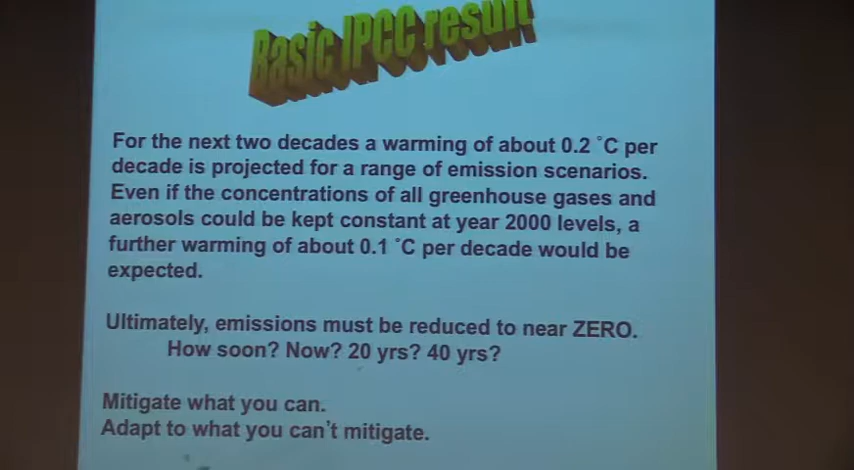 Basic IPCC result
For the next two decades a warming of about 0.2 ˚C per
decade is projected for a range of emission scenarios.
Even if the concentrations of all greenhouse gases and
aerosols could be kept constant at year 2000 levels, a
further warming of about 0.1 ˚C per decade would be
expected.
Ultimately, emissions must be reduced to near ZERO.
How soon? Now? 20 yrs? 40 yrs?
Mitigate what you can.
Adapt to what you can't mitigate.